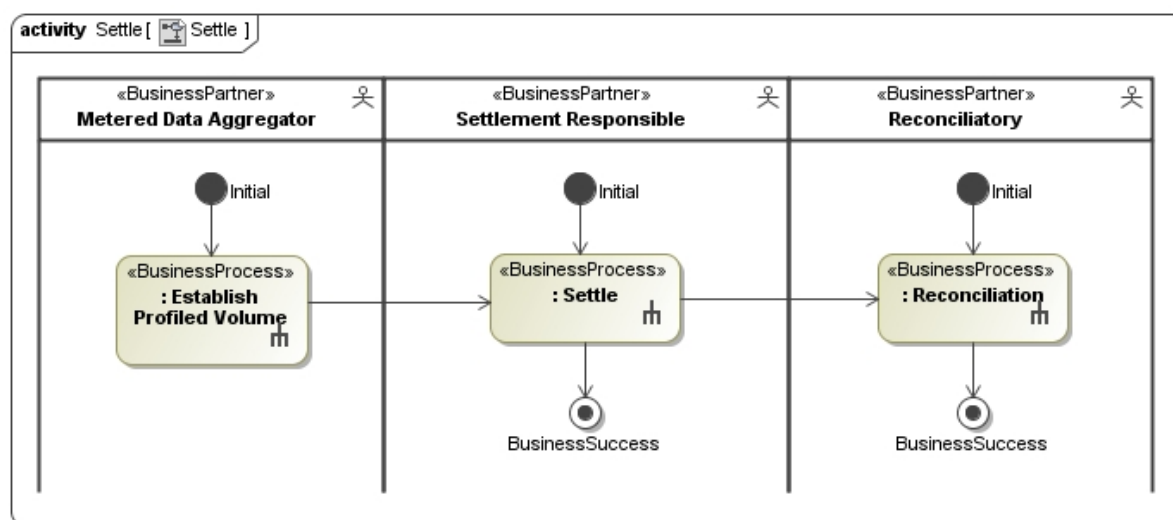 activity Settle [ Settle ]
«BusinessPartner»
Metered Data Aggregator
«BusinessPartner»
Settlement Responsible
«BusinessPartner»
Reconciliatory
Initial
Initial
Initial
«BusinessProcess»
: Establish
Profiled Volume
«BusinessProcess»
: Settle
«BusinessProcess»
: Reconciliation
BusinessSuccess
BusinessSuccess